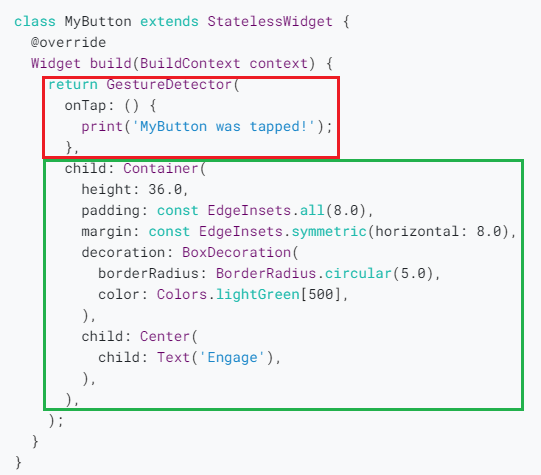 class MyButton extends StatelessWidget {
  @override
  Widget build(BuildContext context) {
    return GestureDetector(
      onTap: () {
        print('MyButton was tapped!');
      },
      child: Container(
        height: 36.0,
        padding: const EdgeInsets.all(8.0),
        margin: const EdgeInsets.symmetric(horizontal: 8.0),
        decoration: BoxDecoration(
          borderRadius: BorderRadius.circular(5.0),
          color: Colors.lightGreen[500],
        ),
        child: Center(
          child: Text('Engage'),
        ),
      ),
    );
  }
}